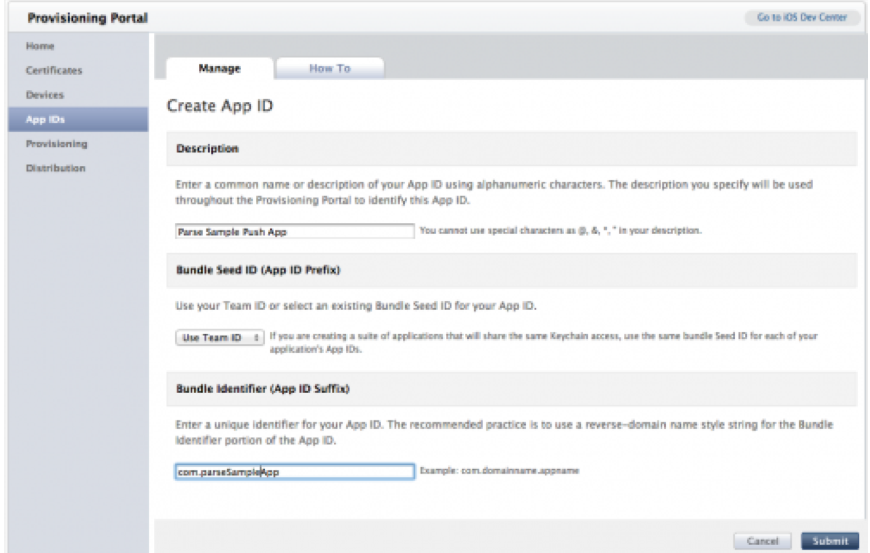 Provisioning Portal
Go to iOS Dev Center
Home
Certificates
Devices
App IDs
Provisioning
Distribution
Manage
How To
Create App ID
Description
Enter a common name or description of your App ID using alphanumeric characters. The description you specify will be used
throughout the Provisioning Portal to identify this App ID.
Parse Sample Push App
You cannot use special characters as @, &, *, " in your description.
Bundle Seed ID (App ID Prefix)
Use your Team ID or select an existing Bundle Seed ID for your App ID.
Use Team ID
If you are creating a suite of applications that will share the same Keychain access, use the same bundle Seed ID for each of your
application's App IDs.
Bundle Identifier (App ID Suffix)
Enter a unique identifier for your App ID. The recommended practice is to use a reverse-domain name style string for the Bundle
Identifier portion of the App ID.
com.parseSampleApp
Example: com.domainname.appname
Cancel
Submit